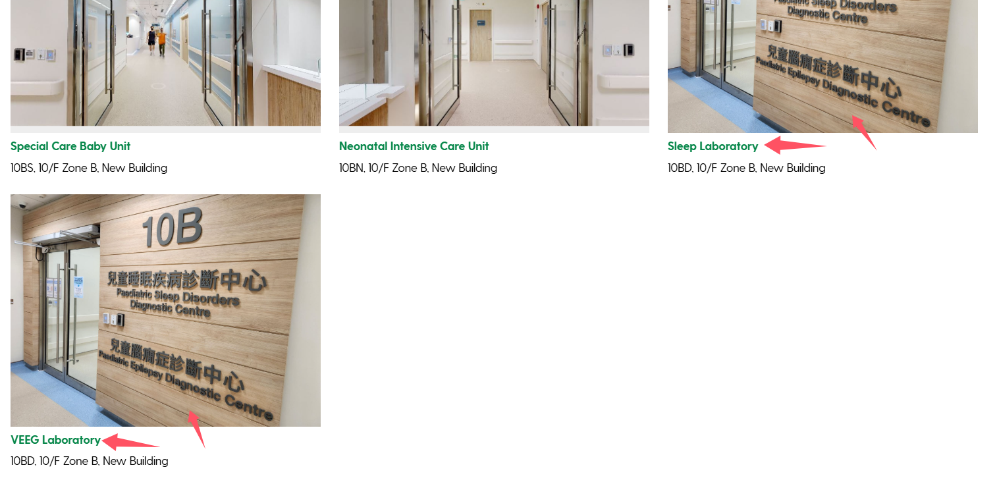 Paediatric Sleep Disorders
Diagnostic Centre
兒童腦癇症診斷中心
Paediatric Epilepsy Diagnostic Centre
Special Care Baby Unit
10BS, 10/F Zone B, New Building
Neonatal Intensive Care Unit
10BN, 10/F Zone B, New Building
Sleep Laboratory
10BD, 10/F Zone B, New Building
10B
兒童睡眠疾病診斷中心
Paediatric Sleep Disorders
Diagnostic Centre
兒童腦癇症診斷中心
Paediatric Epilepsy Diagnostic Centre
VEEG Laboratory
10BD, 10/F Zone B, New Building